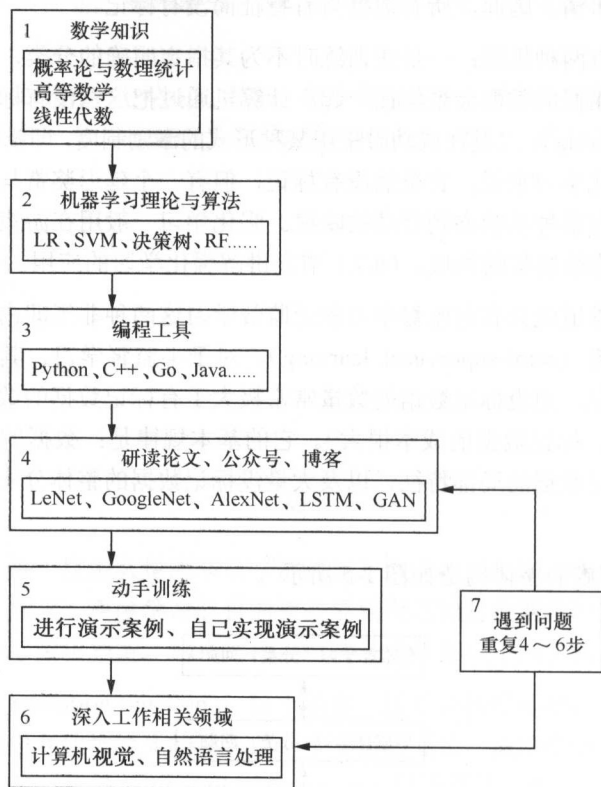 1 数学知识
概率论与数理统计
高等数学
线性代数
2 机器学习理论与算法
LR、SVM、决策树、RF......
3 编程工具
Python、C++、Go、Java......
4 研读论文、公众号、博客
LeNet、GoogleNet、AlexNet、LSTM、GAN
5 动手训练
进行演示案例、自己实现演示案例
6 深入工作相关领域
计算机视觉、自然语言处理
7
遇到问题
重复4～6步